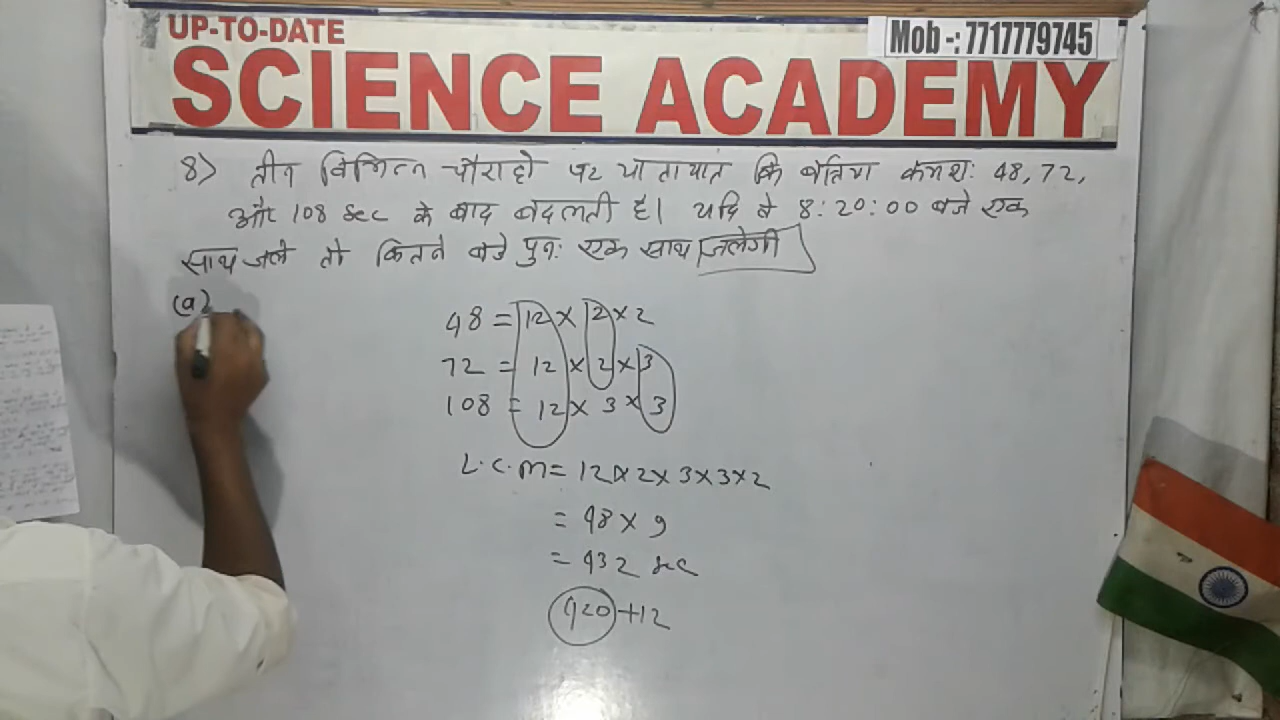 UP-TO-DATE
Mob -: 7717779745
SCIENCE ACADEMY
8) तीन विभिन्न चौराहो पर यातायात कि बत्तिया क्रमशः 48, 72,
और 108 sec के बाद बदलती है। यदि वे 8:20:00 बजे एक
साथ जले तो कितने बजे पुनः एक साथ जलेगी
(a)
48 = 12 × 2 × 2
72 = 12 × 2 × 3
108 = 12 × 3 × 3
L.C.M = 12 × 2 × 3 × 3 × 2
= 48 × 9
= 432 sec
420 + 12